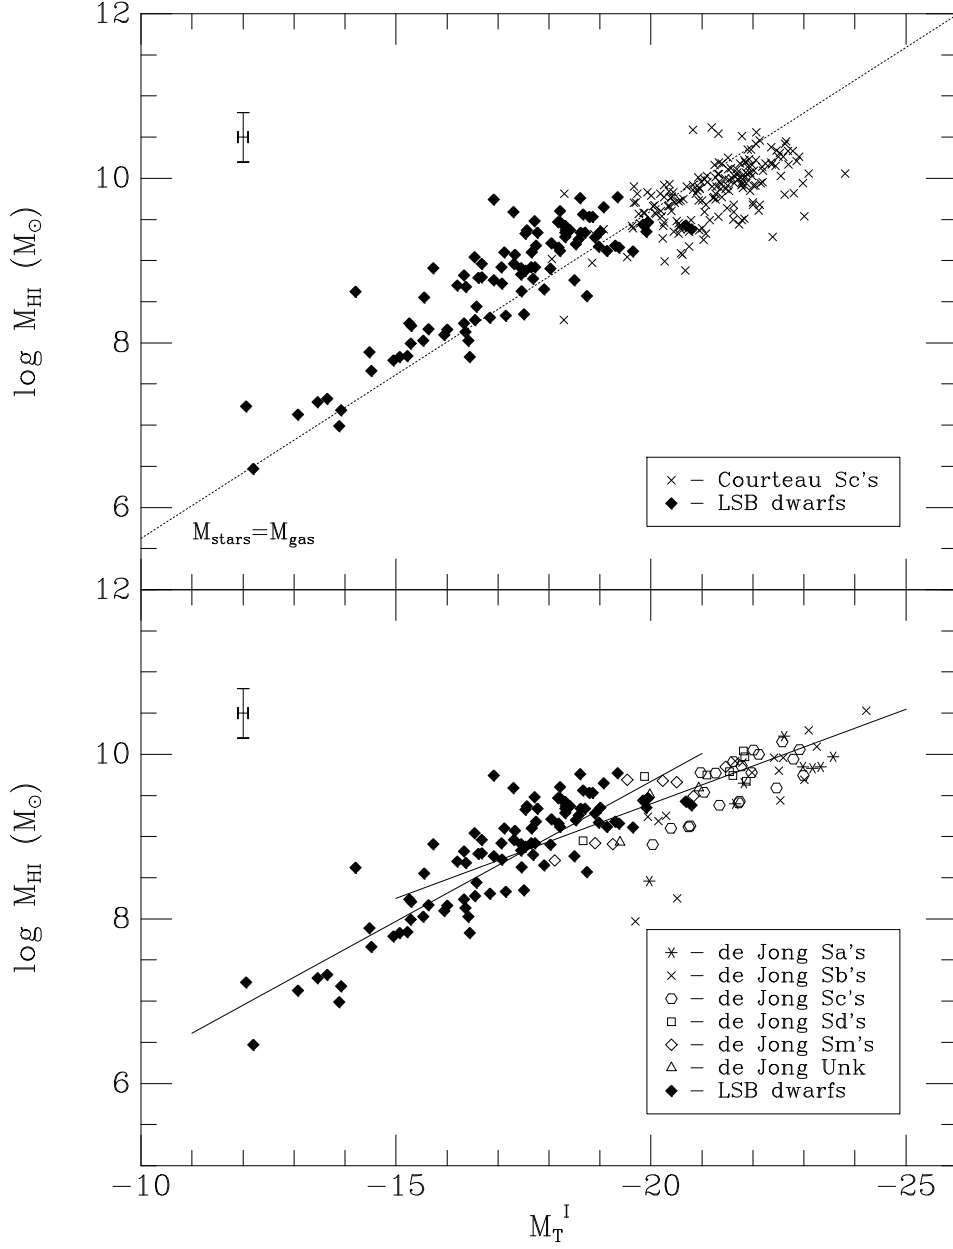 12
10
8
6
log M_HI (M_⊙)
× – Courteau Sc's
◆ – LSB dwarfs
M_stars=M_gas
12
10
8
6
log M_HI (M_⊙)
– de Jong Sa's
× – de Jong Sb's
– de Jong Sc's
□ – de Jong Sd's
◇ – de Jong Sm's
△ – de Jong Unk
◆ – LSB dwarfs
−10 −15 −20 −25
M_T^I